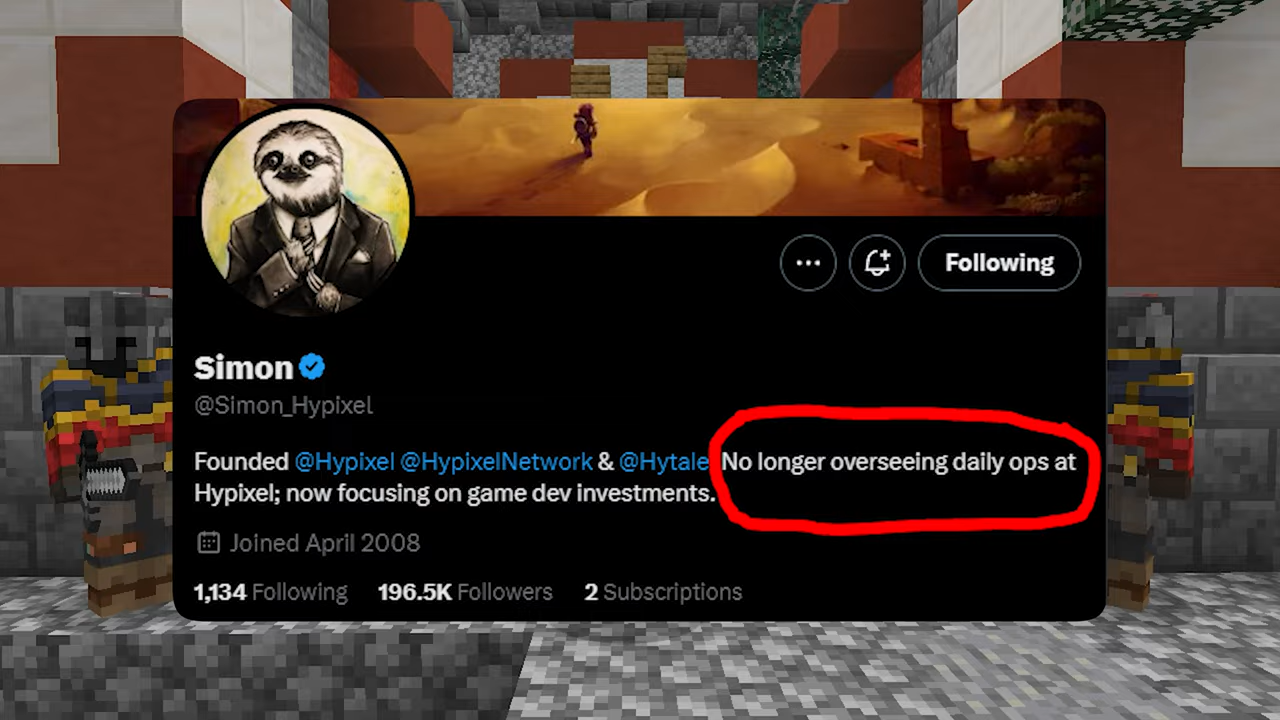 Following
Simon
@Simon_Hypixel
Founded @Hypixel @HypixelNetwork & @Hytale No longer overseeing daily ops at
Hypixel; now focusing on game dev investments.
Joined April 2008
1,134 Following 196.5K Followers 2 Subscriptions